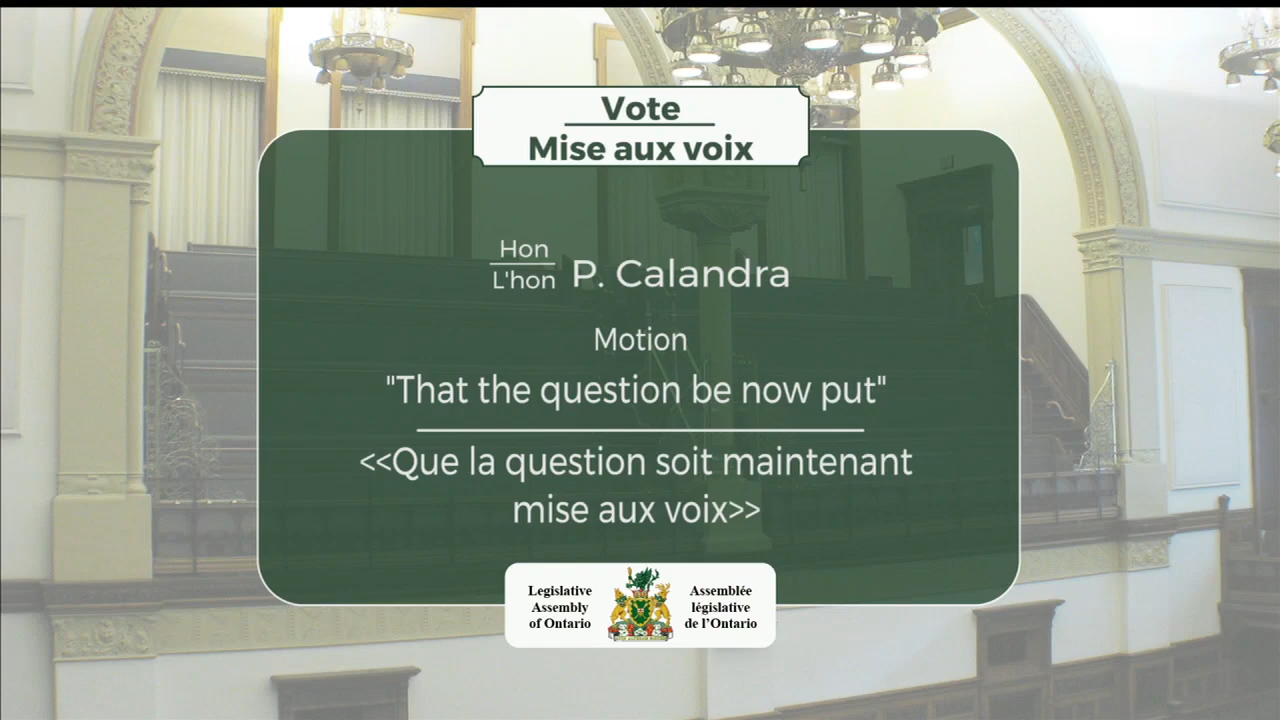 Vote
Mise aux voix
Hon
L'hon
P. Calandra
Motion
"That the question be now put"
<<Que la question soit maintenant
mise aux voix>>
Legislative
Assembly
of Ontario
Assemblée
législative
de l'Ontario